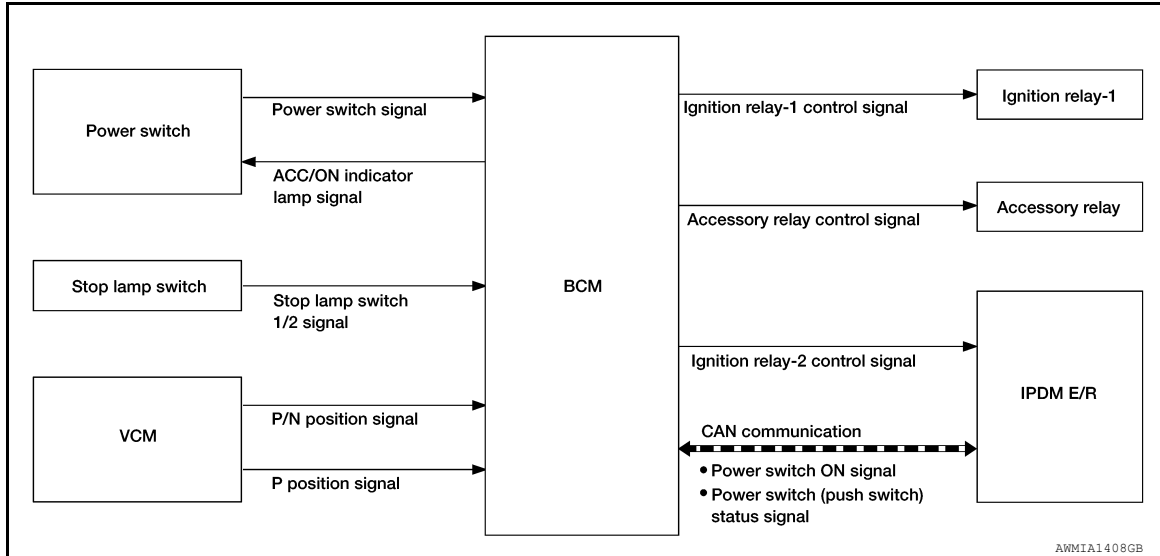 Power switch
Power switch signal
ACC/ON indicator
lamp signal
Stop lamp switch
Stop lamp switch
1/2 signal
VCM
P/N position signal
P position signal
BCM
Ignition relay-1 control signal
Ignition relay-1
Accessory relay control signal
Accessory relay
Ignition relay-2 control signal
IPDM E/R
CAN communication
• Power switch ON signal
• Power switch (push switch)
status signal
AWMIA1408GB